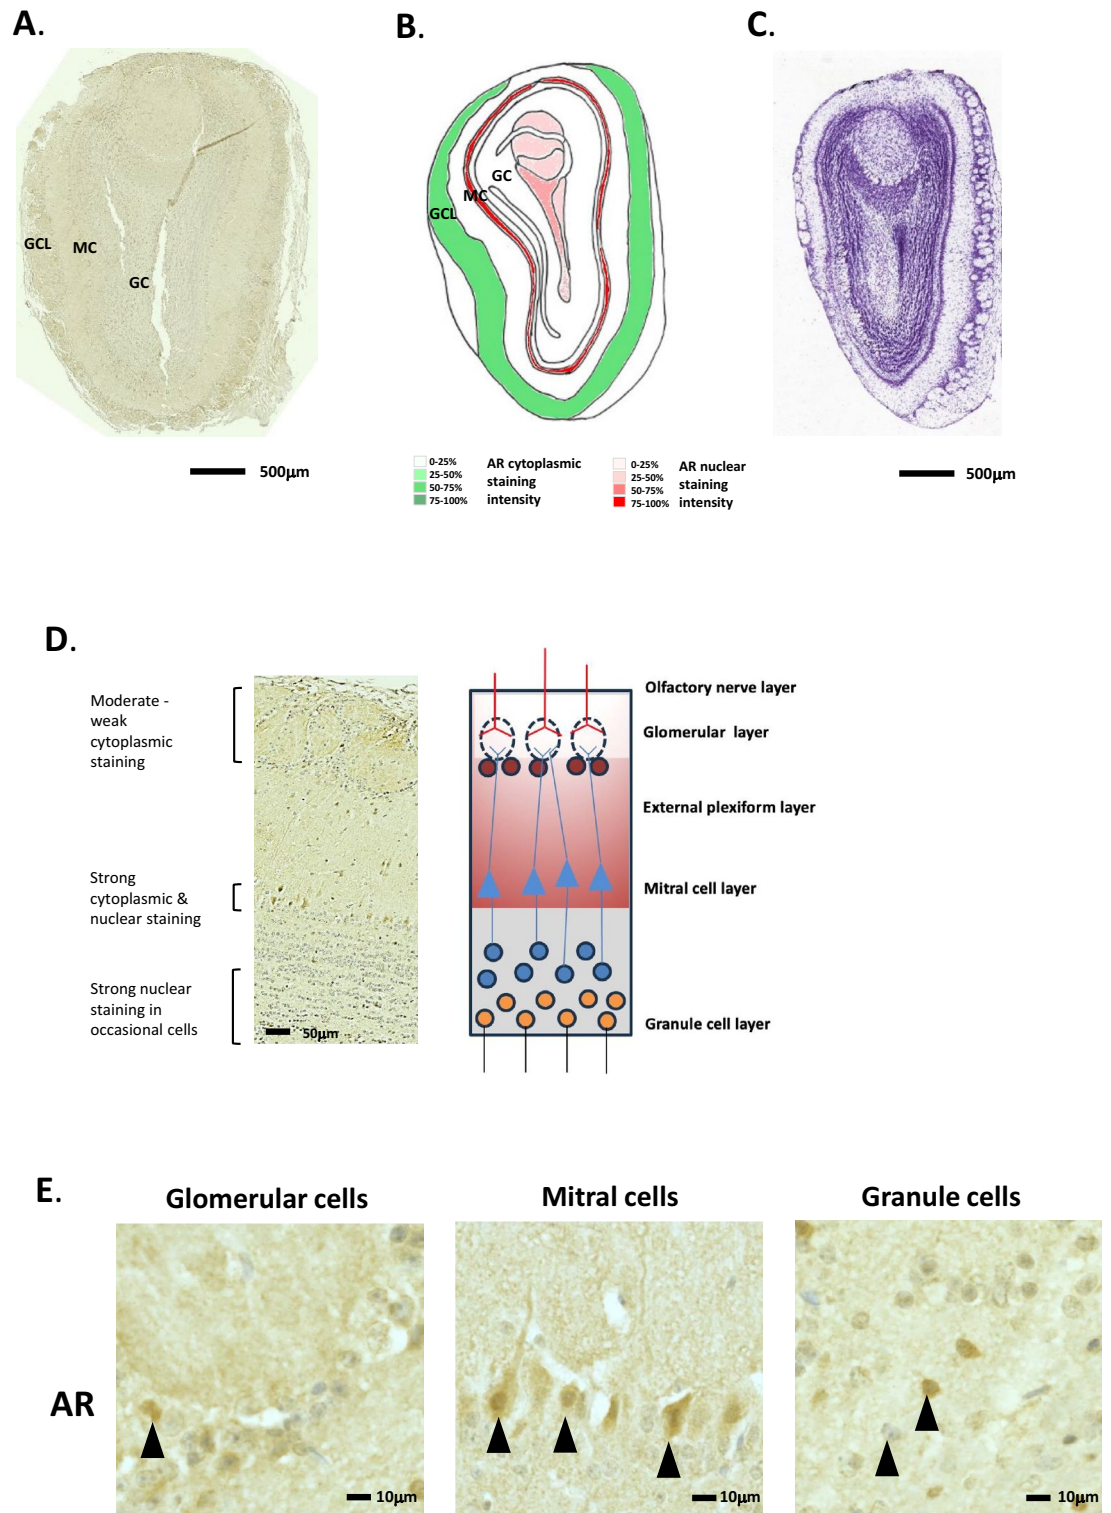 A.
B.
C.
GCL
MC
GC
GC
MC
GCL
500μm
0-25%
25-50%
50-75%
75-100%
AR cytoplasmic
staining
intensity
0-25%
25-50%
50-75%
75-100%
AR nuclear
staining
intensity
500μm
D.
Moderate -
weak
cytoplasmic
staining
Strong
cytoplasmic &
nuclear staining
Strong nuclear
staining in
occasional cells
50μm
Olfactory nerve layer
Glomerular layer
External plexiform layer
Mitral cell layer
Granule cell layer
E.
Glomerular cells
Mitral cells
Granule cells
AR
10μm
10μm
10μm